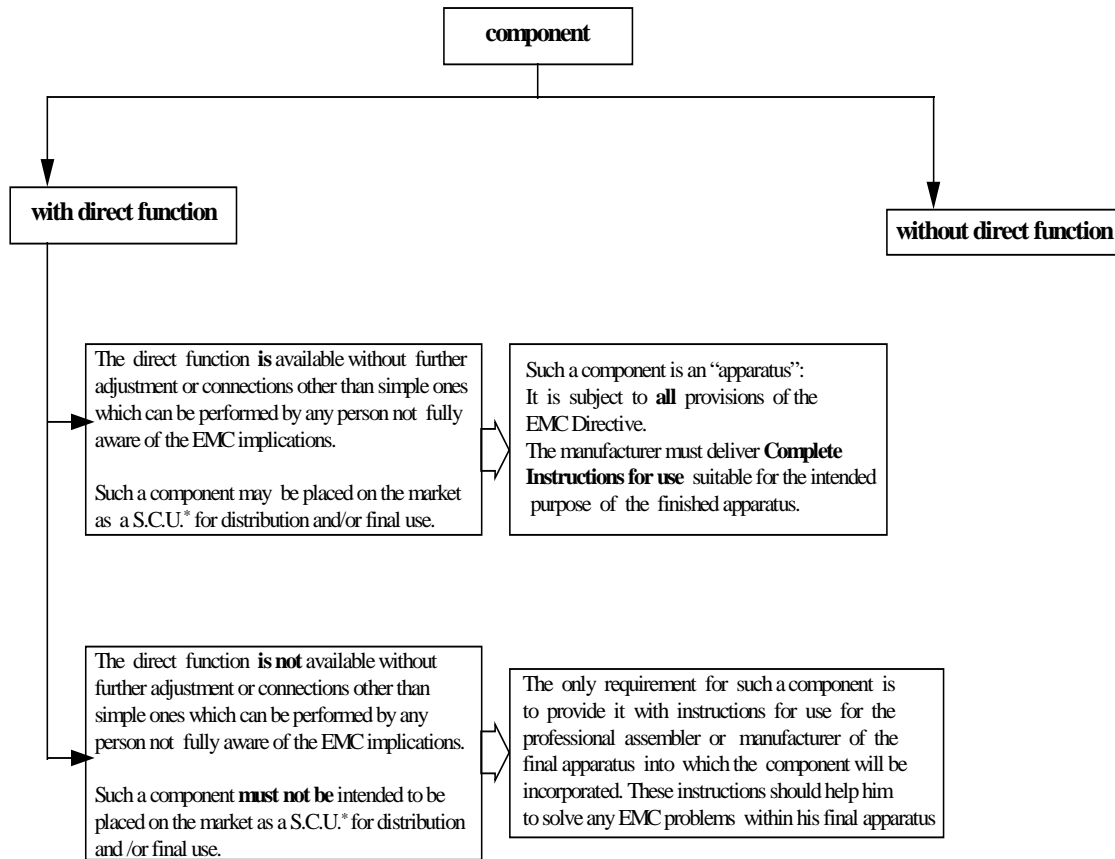 component
with direct function
without direct function
The direct function is available without further
adjustment or connections other than simple ones
which can be performed by any person not fully
aware of the EMC implications.
Such a component may be placed on the market
as a S.C.U.* for distribution and/or final use.
Such a component is an “apparatus”:
It is subject to all provisions of the
EMC Directive.
The manufacturer must deliver Complete
Instructions for use suitable for the intended
purpose of the finished apparatus.
The direct function is not available without
further adjustment or connections other than
simple ones which can be performed by any
person not fully aware of the EMC implications.
Such a component must not be intended to be
placed on the market as a S.C.U.* for distribution
and /or final use.
The only requirement for such a component is
to provide it with instructions for use for the
professional assembler or manufacturer of the
final apparatus into which the component will be
incorporated. These instructions should help him
to solve any EMC problems within his final apparatus